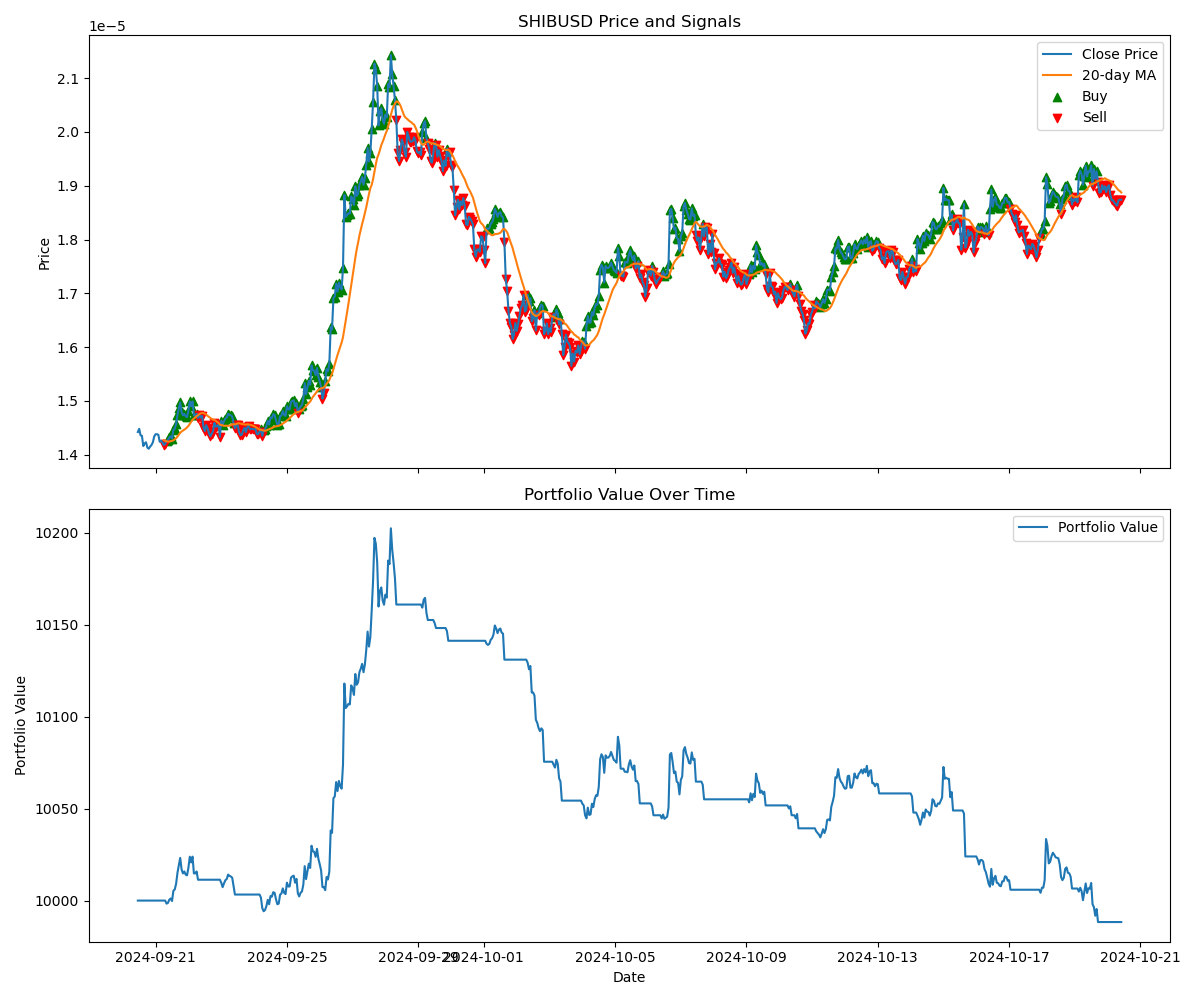 SHIBUSD Price and Signals
1e−5
Close Price
20-day MA
Buy
Sell
2.1
2.0
1.9
1.8
1.7
1.6
1.5
1.4
Price
Portfolio Value Over Time
Portfolio Value
10200
10150
10100
10050
10000
Portfolio Value
2024-09-21
2024-09-25
2024-09-29
2024-10-01
2024-10-05
2024-10-09
2024-10-13
2024-10-17
2024-10-21
Date